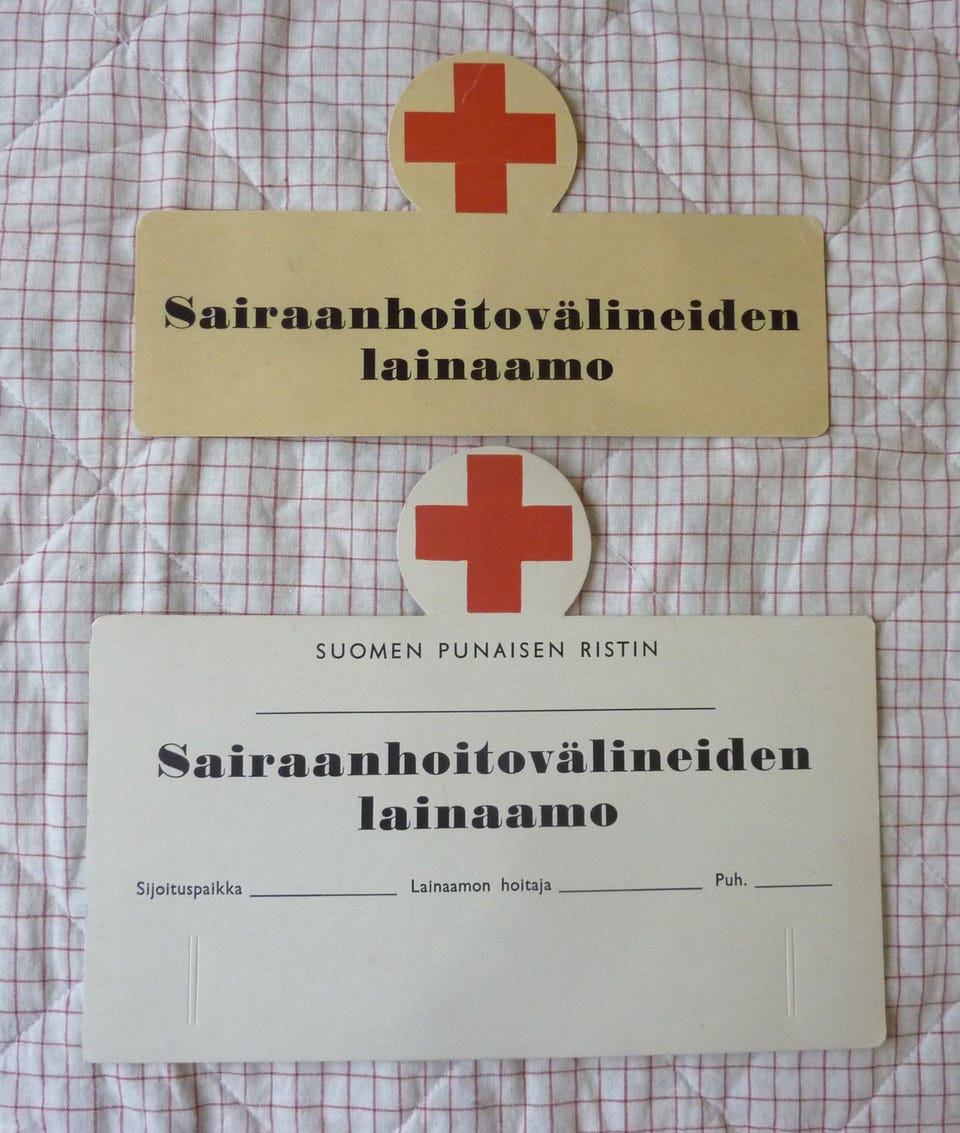 Sairaanhoitovälineiden
lainaamo
SUOMEN PUNAISEN RISTIN
Sairaanhoitovälineiden
lainaamo
Sijoituspaikka Lainaamon hoitaja Puh.